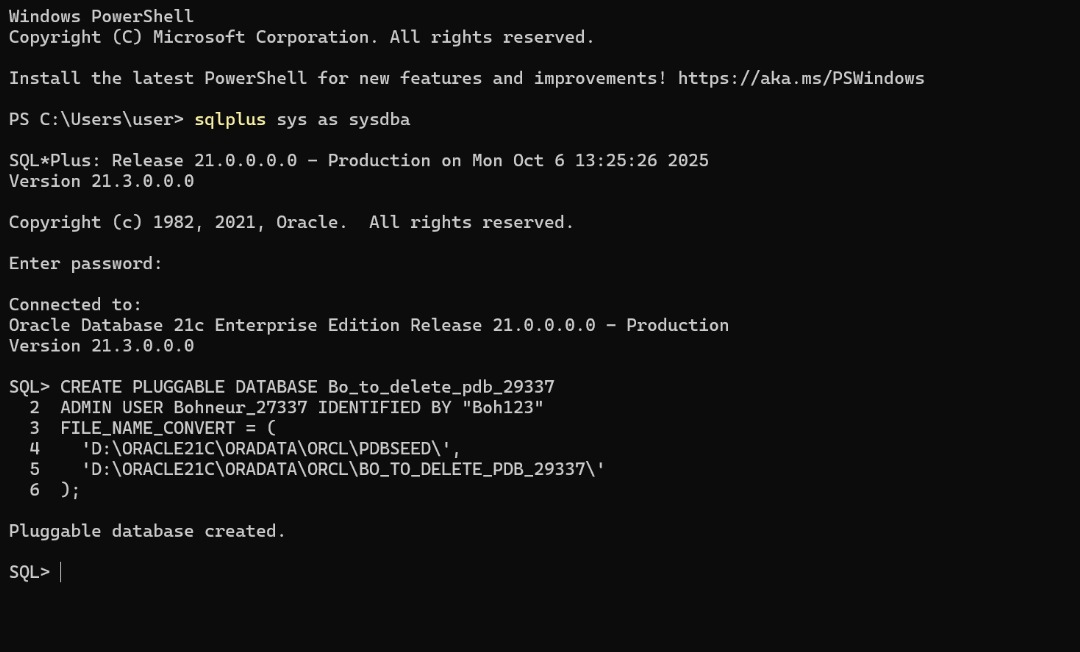 Windows PowerShell
Copyright (C) Microsoft Corporation. All rights reserved.
Install the latest PowerShell for new features and improvements! https://aka.ms/PSWindows
PS C:\Users\user> sqlplus sys as sysdba
SQL*Plus: Release 21.0.0.0.0 - Production on Mon Oct 6 13:25:26 2025
Version 21.3.0.0.0
Copyright (c) 1982, 2021, Oracle.  All rights reserved.
Enter password:
Connected to:
Oracle Database 21c Enterprise Edition Release 21.0.0.0.0 - Production
Version 21.3.0.0.0
SQL> CREATE PLUGGABLE DATABASE Bo_to_delete_pdb_29337
  2  ADMIN USER Bohneur_27337 IDENTIFIED BY "Boh123"
  3  FILE_NAME_CONVERT = (
  4    'D:\ORACLE21C\ORADATA\ORCL\PDBSEED\',
  5    'D:\ORACLE21C\ORADATA\ORCL\BO_TO_DELETE_PDB_29337\'
  6  );
Pluggable database created.
SQL>